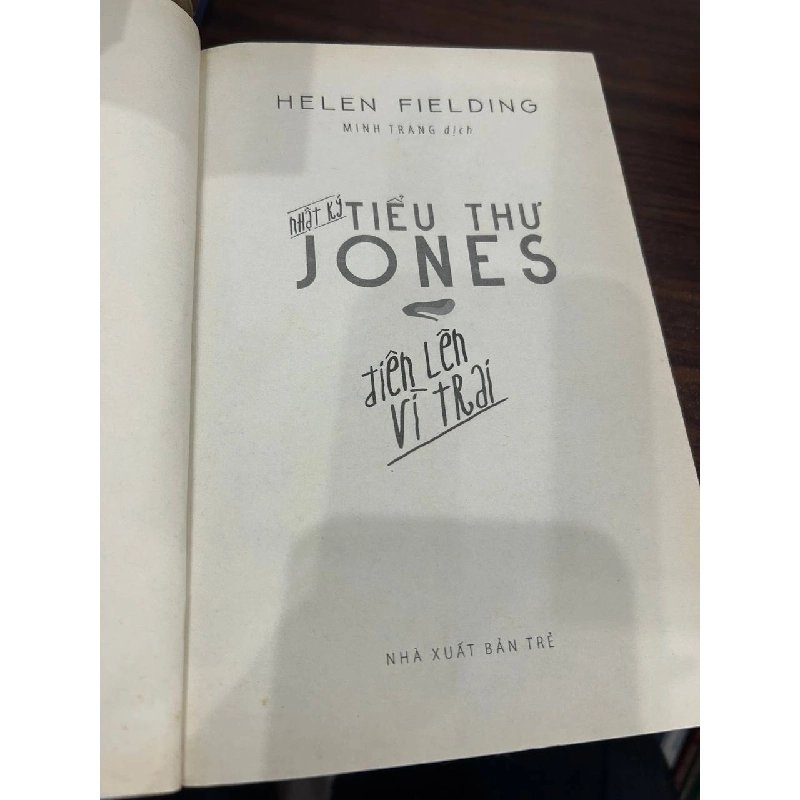 HELEN FIELDING
MINH TRANG dịch
nhật ký TIỂU THƯ
JONES
điên lên
vì trai
NHÀ XUẤT BẢN TRẺ